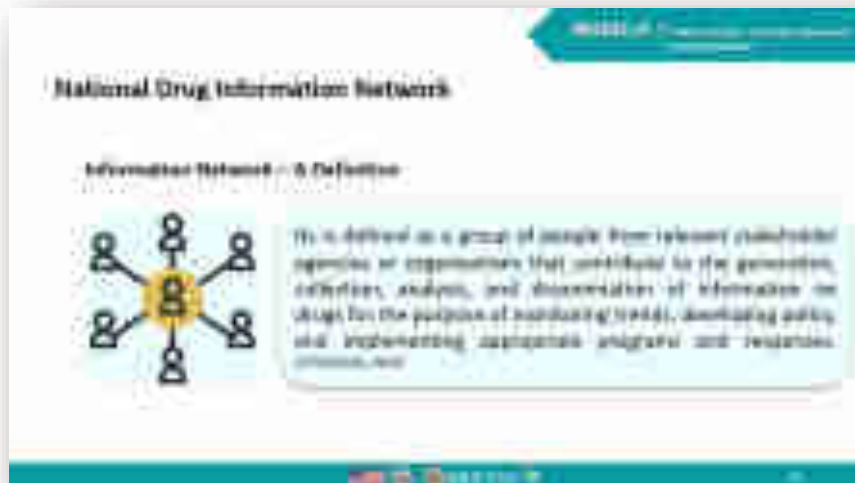 National Drug Information Network
Information Network – A Definition
is defined as a group of people from relevant stakeholder
agencies or organisations that contribute to the generation,
collection, analysis, and dissemination of information on
drugs for the purpose of monitoring trends, developing policy
and implementing appropriate programs and responses.